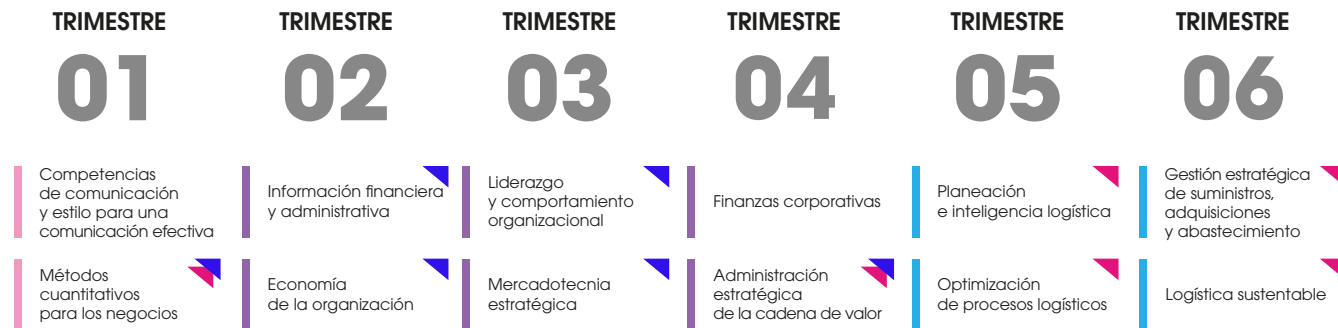 TRIMESTRE
01
Competencias
de comunicación
y estilo para una
comunicación efectiva
Métodos
cuantitativos
para los negocios
TRIMESTRE
02
Información financiera
y administrativa
Economía
de la organización
TRIMESTRE
03
Liderazgo
y comportamiento
organizacional
Mercadotecnia
estratégica
TRIMESTRE
04
Finanzas corporativas
Administración
estratégica
de la cadena de valor
TRIMESTRE
05
Planeación
e inteligencia logística
Optimización
de procesos logísticos
TRIMESTRE
06
Gestión estratégica
de suministros,
adquisiciones
y abastecimiento
Logística sustentable